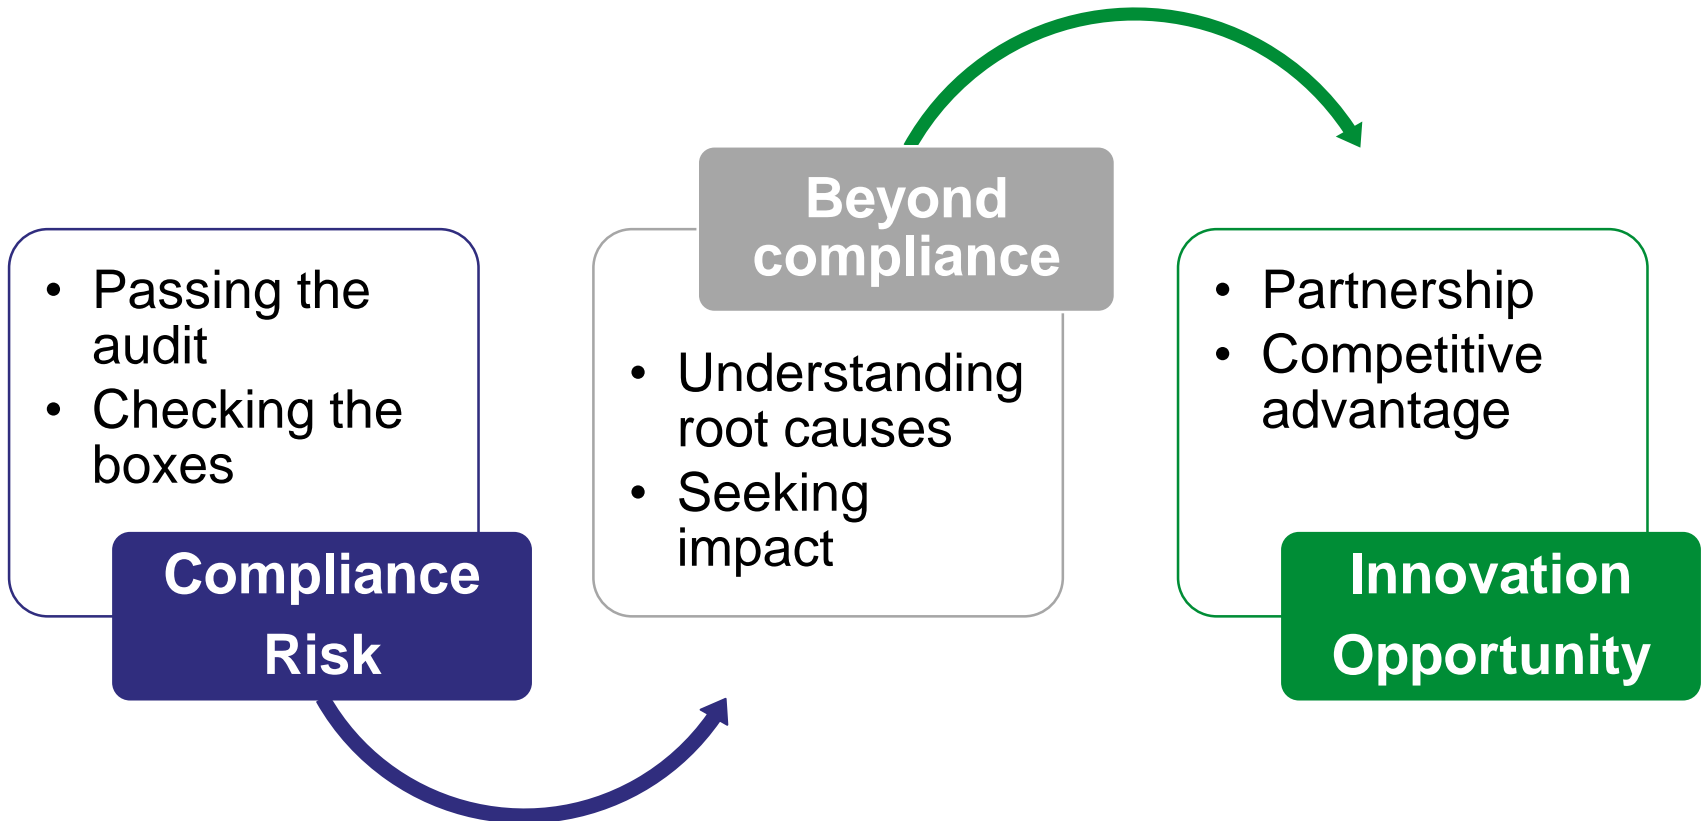 • Passing the
audit
• Checking the
boxes
Compliance
Risk
Beyond
compliance
• Understanding
root causes
• Seeking
impact
• Partnership
• Competitive
advantage
Innovation
Opportunity